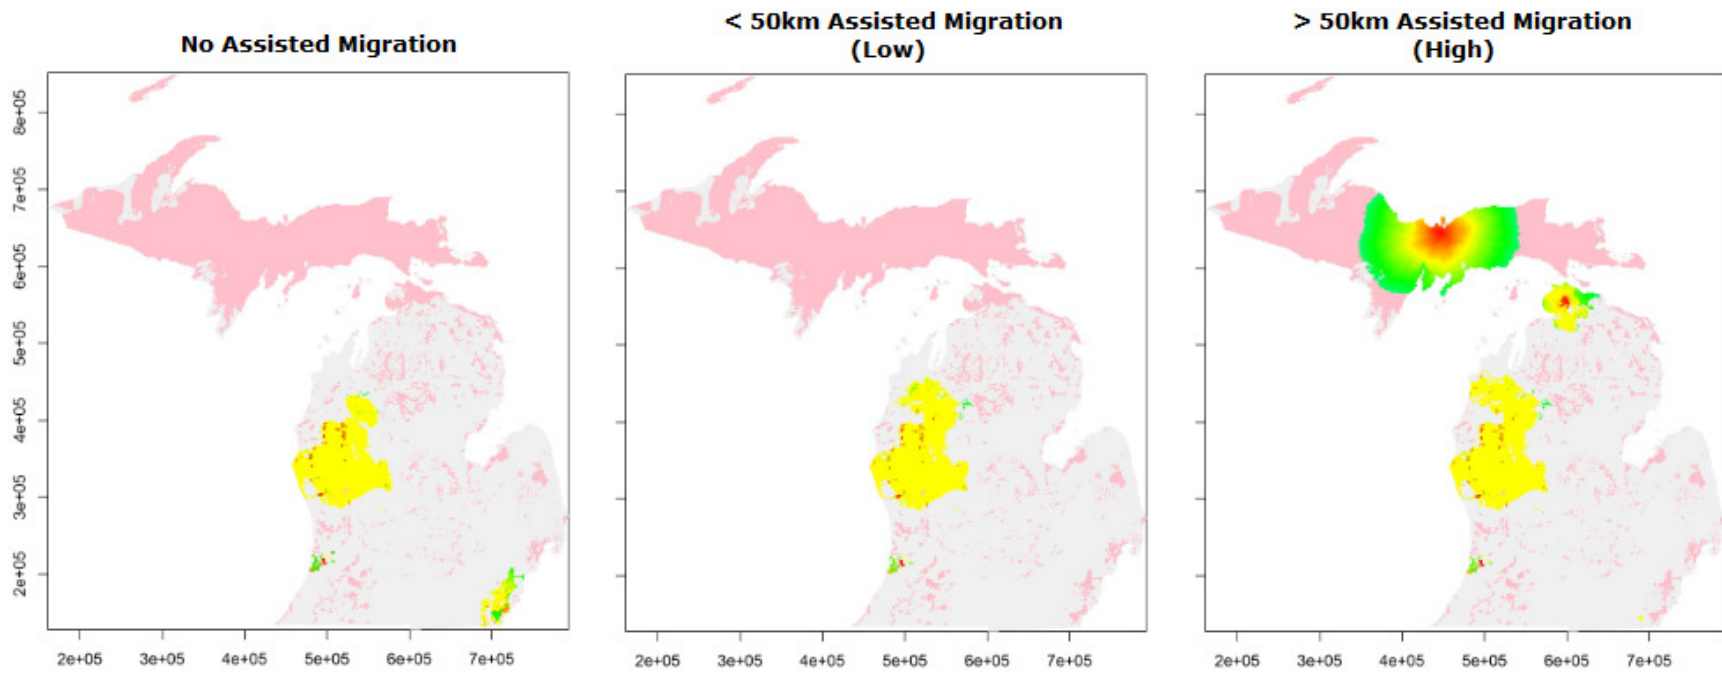 No Assisted Migration
< 50km Assisted Migration
(Low)
> 50km Assisted Migration
(High)
8e+05
7e+05
6e+05
5e+05
4e+05
3e+05
2e+05
2e+05 3e+05 4e+05 5e+05 6e+05 7e+05
2e+05 3e+05 4e+05 5e+05 6e+05 7e+05
2e+05 3e+05 4e+05 5e+05 6e+05 7e+05